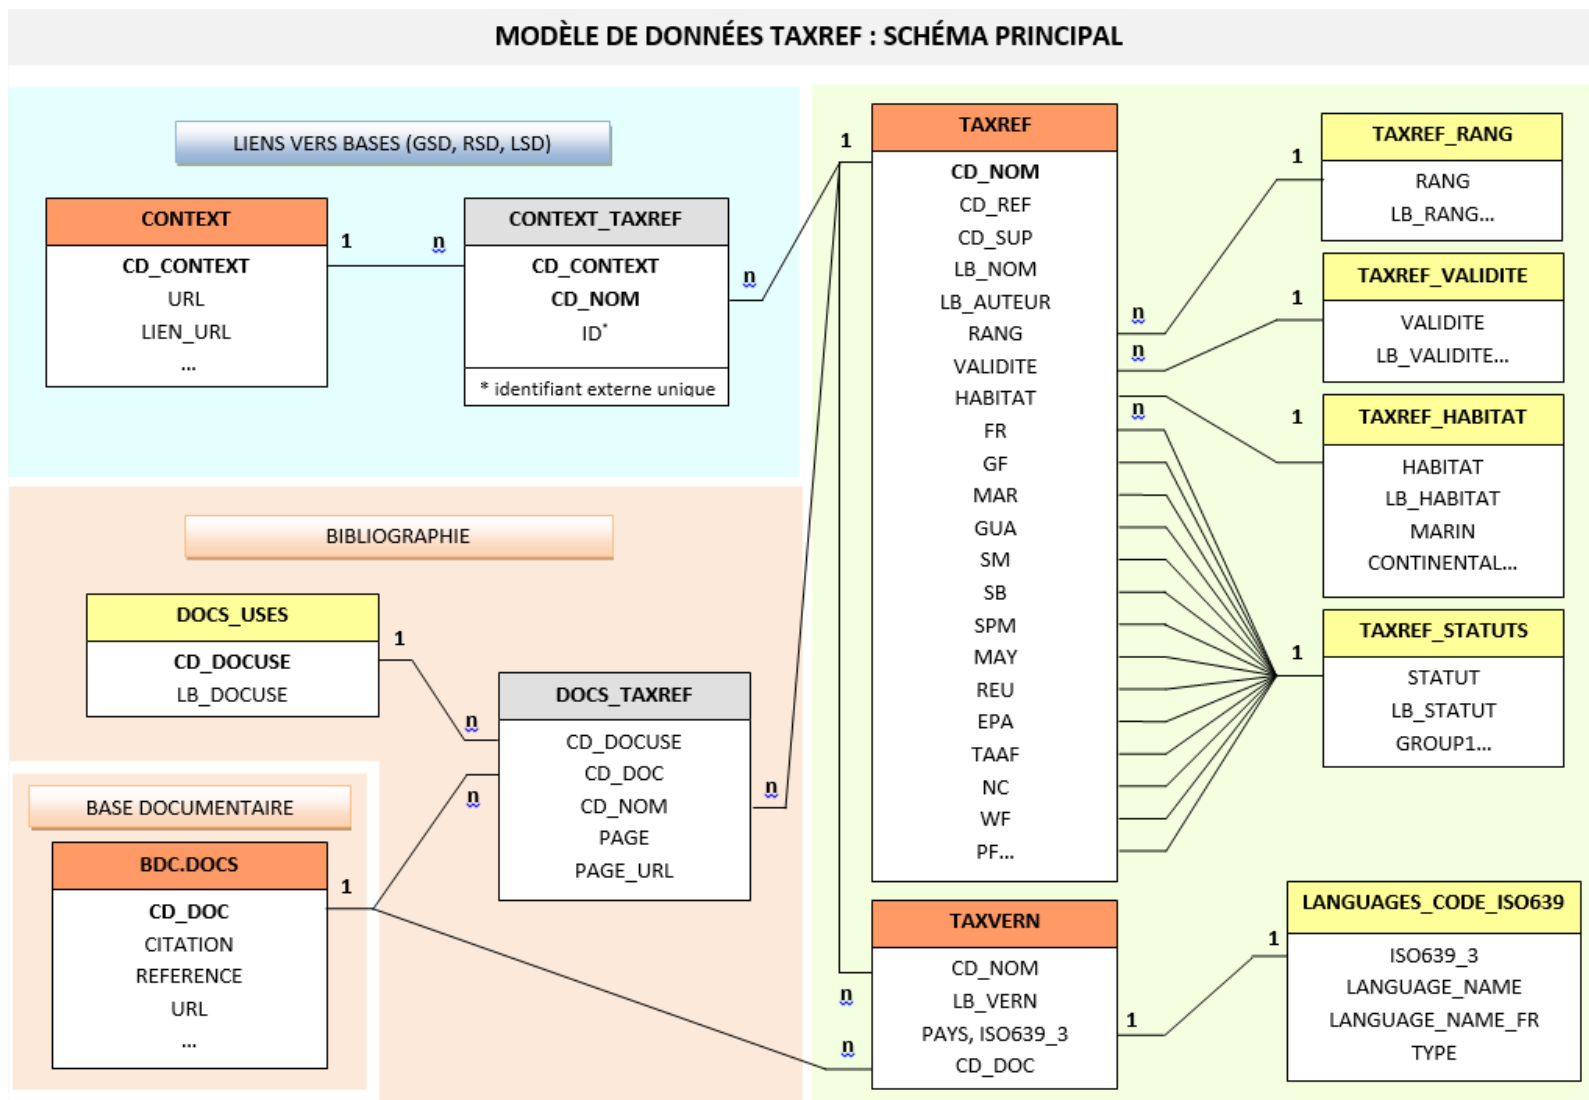 MODÈLE DE DONNÉES TAXREF : SCHÉMA PRINCIPAL
LIENS VERS BASES (GSD, RSD, LSD)
CONTEXT
CD_CONTEXT
URL
LIEN_URL
...
1
n
CONTEXT_TAXREF
CD_CONTEXT
CD_NOM
ID*
* identifiant externe unique
n
1
BIBLIOGRAPHIE
DOCS_USES
CD_DOCUSE
LB_DOCUSE
1
n
DOCS_TAXREF
CD_DOCUSE
CD_DOC
CD_NOM
PAGE
PAGE_URL
n
n
BASE DOCUMENTAIRE
BDC.DOCS
CD_DOC
CITATION
REFERENCE
URL
...
1
TAXREF
CD_NOM
CD_REF
CD_SUP
LB_NOM
LB_AUTEUR
RANG
VALIDITE
HABITAT
FR
GF
MAR
GUA
SM
SB
SPM
MAY
REU
EPA
TAAF
NC
WF
PF...
n
n
n
1
TAXREF_RANG
RANG
LB_RANG...
1
TAXREF_VALIDITE
VALIDITE
LB_VALIDITE...
1
TAXREF_HABITAT
HABITAT
LB_HABITAT
MARIN
CONTINENTAL...
1
TAXREF_STATUTS
STATUT
LB_STATUT
GROUP1...
TAXVERN
CD_NOM
LB_VERN
PAYS, ISO639_3
CD_DOC
n
n
1
1
LANGUAGES_CODE_ISO639
ISO639_3
LANGUAGE_NAME
LANGUAGE_NAME_FR
TYPE